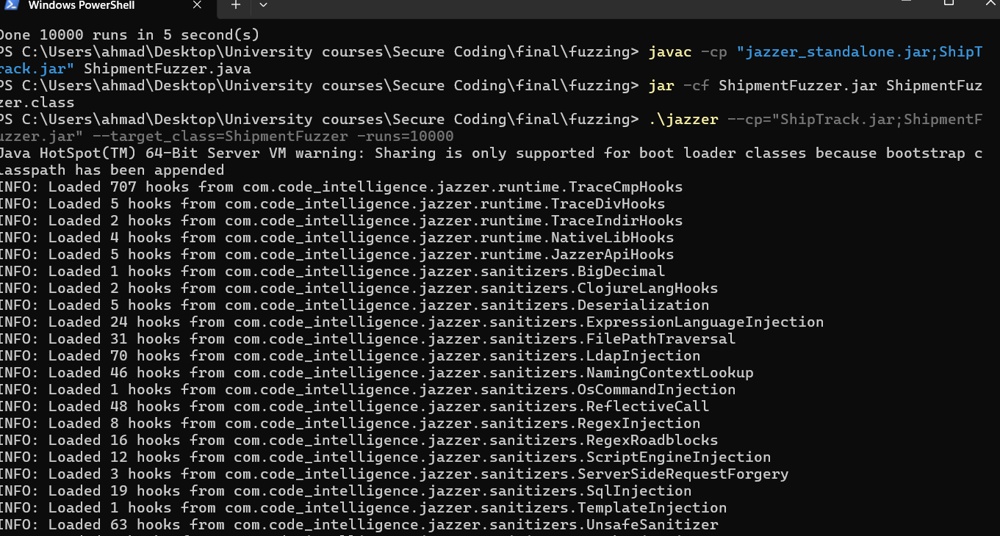 Windows PowerShell
Done 10000 runs in 5 second(s)
PS C:\Users\ahmad\Desktop\University courses\Secure Coding\final\fuzzing> javac -cp "jazzer_standalone.jar;ShipT
rack.jar" ShipmentFuzzer.java
PS C:\Users\ahmad\Desktop\University courses\Secure Coding\final\fuzzing> jar -cf ShipmentFuzzer.jar ShipmentFuz
zer.class
PS C:\Users\ahmad\Desktop\University courses\Secure Coding\final\fuzzing> .\jazzer --cp="ShipTrack.jar;ShipmentF
uzzer.jar" --target_class=ShipmentFuzzer -runs=10000
Java HotSpot(TM) 64-Bit Server VM warning: Sharing is only supported for boot loader classes because bootstrap c
lasspath has been appended
INFO: Loaded 707 hooks from com.code_intelligence.jazzer.runtime.TraceCmpHooks
INFO: Loaded 5 hooks from com.code_intelligence.jazzer.runtime.TraceDivHooks
INFO: Loaded 2 hooks from com.code_intelligence.jazzer.runtime.TraceIndirHooks
INFO: Loaded 4 hooks from com.code_intelligence.jazzer.runtime.NativeLibHooks
INFO: Loaded 5 hooks from com.code_intelligence.jazzer.runtime.JazzerApiHooks
INFO: Loaded 1 hooks from com.code_intelligence.jazzer.sanitizers.BigDecimal
INFO: Loaded 2 hooks from com.code_intelligence.jazzer.sanitizers.ClojureLangHooks
INFO: Loaded 5 hooks from com.code_intelligence.jazzer.sanitizers.Deserialization
INFO: Loaded 24 hooks from com.code_intelligence.jazzer.sanitizers.ExpressionLanguageInjection
INFO: Loaded 31 hooks from com.code_intelligence.jazzer.sanitizers.FilePathTraversal
INFO: Loaded 70 hooks from com.code_intelligence.jazzer.sanitizers.LdapInjection
INFO: Loaded 46 hooks from com.code_intelligence.jazzer.sanitizers.NamingContextLookup
INFO: Loaded 1 hooks from com.code_intelligence.jazzer.sanitizers.OsCommandInjection
INFO: Loaded 48 hooks from com.code_intelligence.jazzer.sanitizers.ReflectiveCall
INFO: Loaded 8 hooks from com.code_intelligence.jazzer.sanitizers.RegexInjection
INFO: Loaded 16 hooks from com.code_intelligence.jazzer.sanitizers.RegexRoadblocks
INFO: Loaded 12 hooks from com.code_intelligence.jazzer.sanitizers.ScriptEngineInjection
INFO: Loaded 3 hooks from com.code_intelligence.jazzer.sanitizers.ServerSideRequestForgery
INFO: Loaded 19 hooks from com.code_intelligence.jazzer.sanitizers.SqlInjection
INFO: Loaded 1 hooks from com.code_intelligence.jazzer.sanitizers.TemplateInjection
INFO: Loaded 63 hooks from com.code_intelligence.jazzer.sanitizers.UnsafeSanitizer